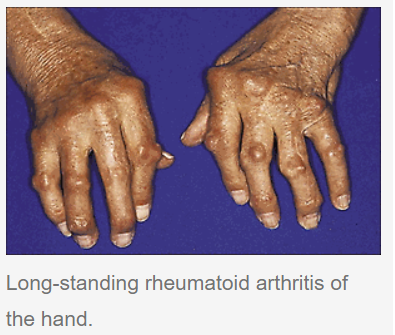 Long-standing rheumatoid arthritis of
the hand.